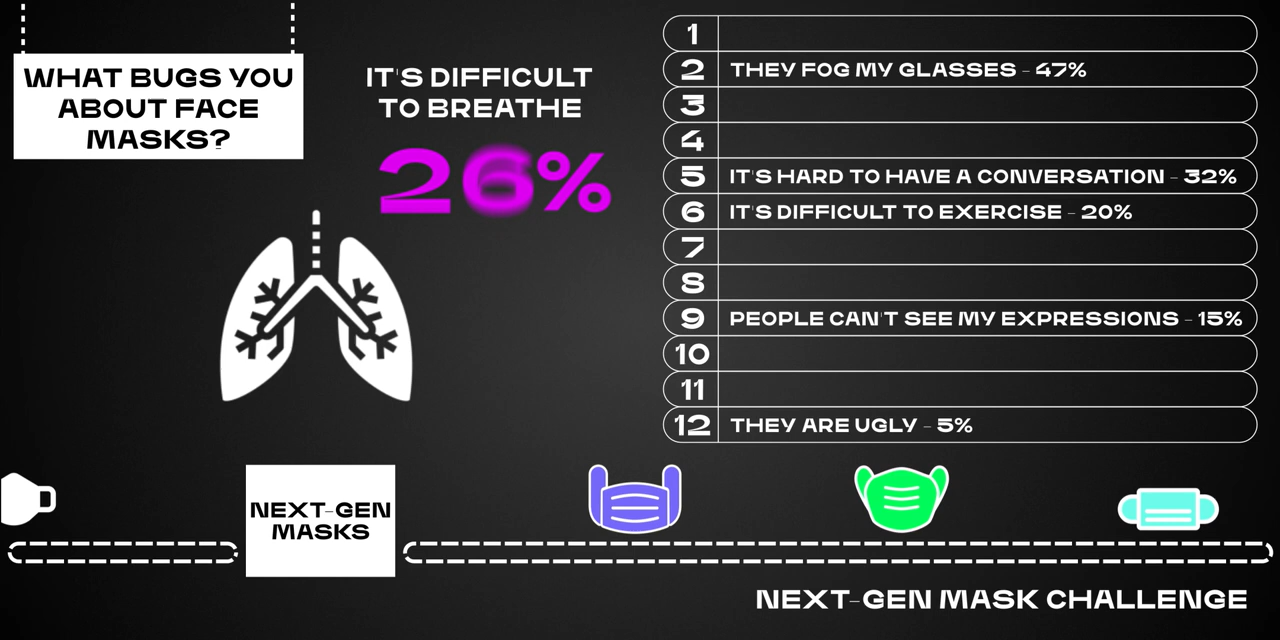 WHAT BUGS YOU
ABOUT FACE
MASKS?
IT'S DIFFICULT
TO BREATHE
26%
1
2 THEY FOG MY GLASSES - 47%
3
4
5 IT'S HARD TO HAVE A CONVERSATION - 32%
6 IT'S DIFFICULT TO EXERCISE - 20%
7
8
9 PEOPLE CAN'T SEE MY EXPRESSIONS - 15%
10
11
12 THEY ARE UGLY - 5%
NEXT-GEN
MASKS
NEXT-GEN MASK CHALLENGE